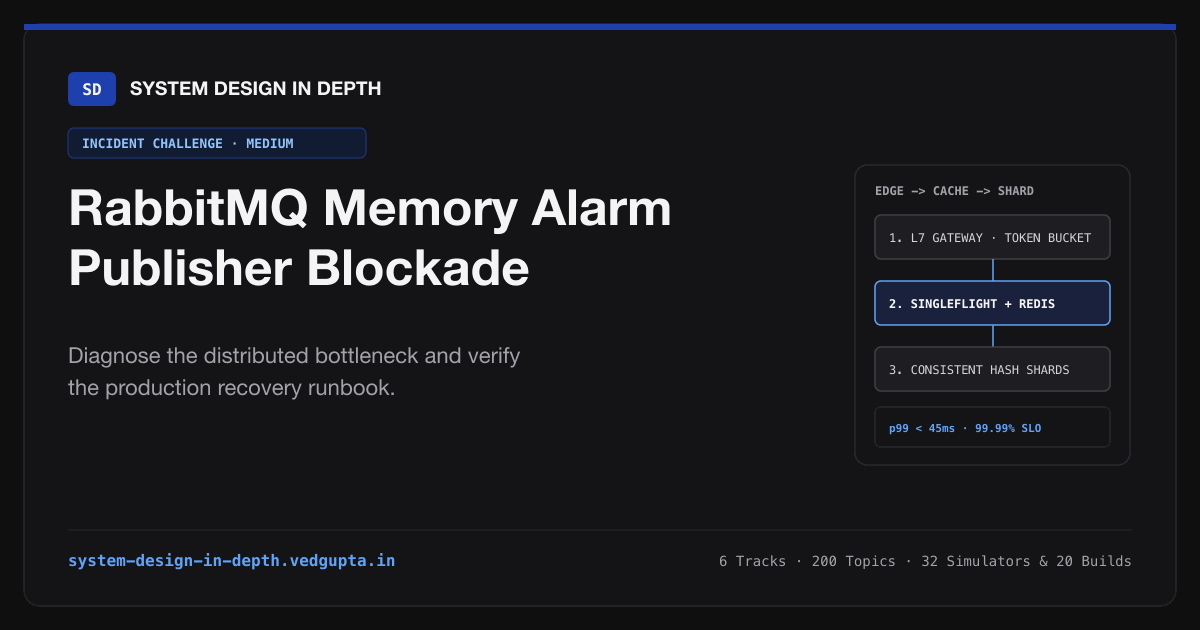 SD SYSTEM DESIGN IN DEPTH
INCIDENT CHALLENGE · MEDIUM
RabbitMQ Memory Alarm
Publisher Blockade
Diagnose the distributed bottleneck and verify
the production recovery runbook.
EDGE —> CACHE —> SHARD
1. L7 GATEWAY · TOKEN BUCKET
2. SINGLEFLIGHT + REDIS
3. CONSISTENT HASH SHARDS
p99 < 45ms · 99.99% SLO
system-design-in-depth.vedgupta.in
6 Tracks · 200 Topics · 32 Simulators & 20 Builds